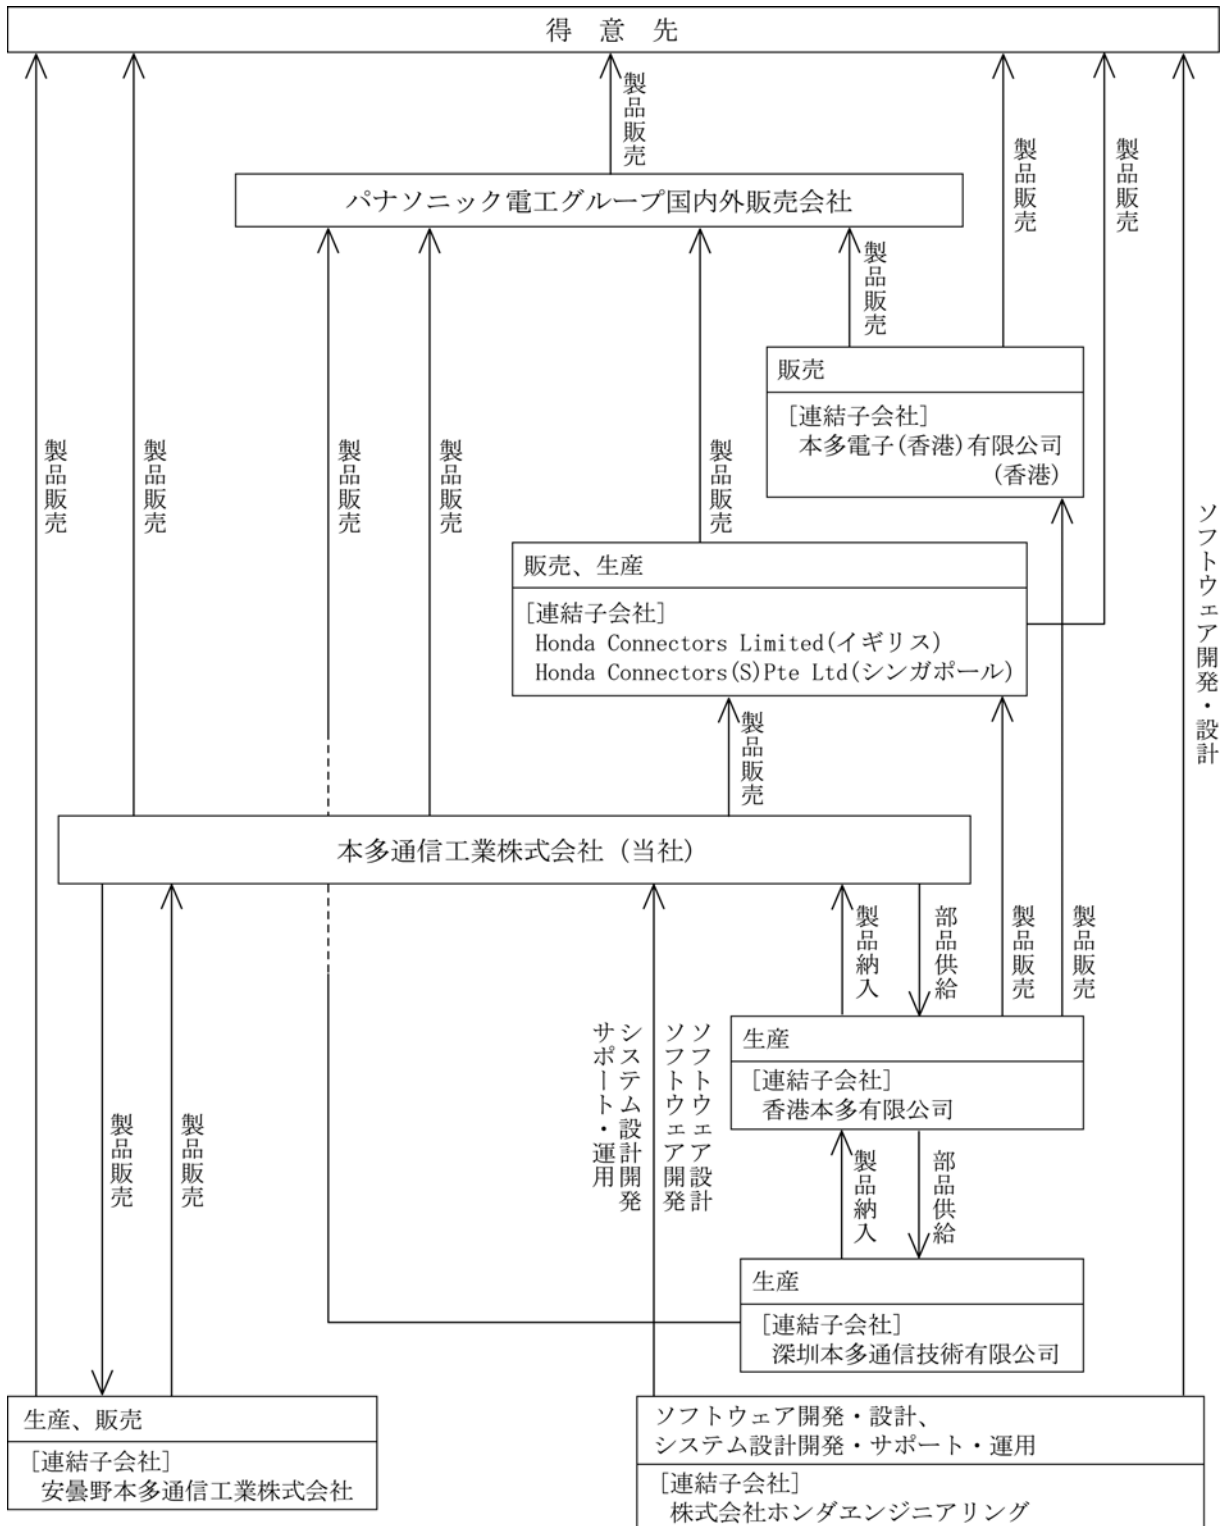 得意先
製品販売
製品販売
製品販売
パナソニック電工グループ国内外販売会社
製品販売
販売
[連結子会社]
本多電子(香港)有限公司
(香港)
製品販売
製品販売
製品販売
製品販売
製品販売
ソフトウェア開発・設計
販売、生産
[連結子会社]
Honda Connectors Limited(イギリス)
Honda Connectors(S)Pte Ltd(シンガポール)
製品販売
本多通信工業株式会社(当社)
製品納入
部品供給
製品販売
製品販売
ソフトウェア設計
ソフトウェア開発
システム設計開発
サポート・運用
生産
[連結子会社]
香港本多有限公司
製品販売
製品販売
製品納入
部品供給
生産
[連結子会社]
深圳本多通信技術有限公司
生産、販売
[連結子会社]
安曇野本多通信工業株式会社
ソフトウェア開発・設計、
システム設計開発・サポート・運用
[連結子会社]
株式会社ホンダエンジニアリング